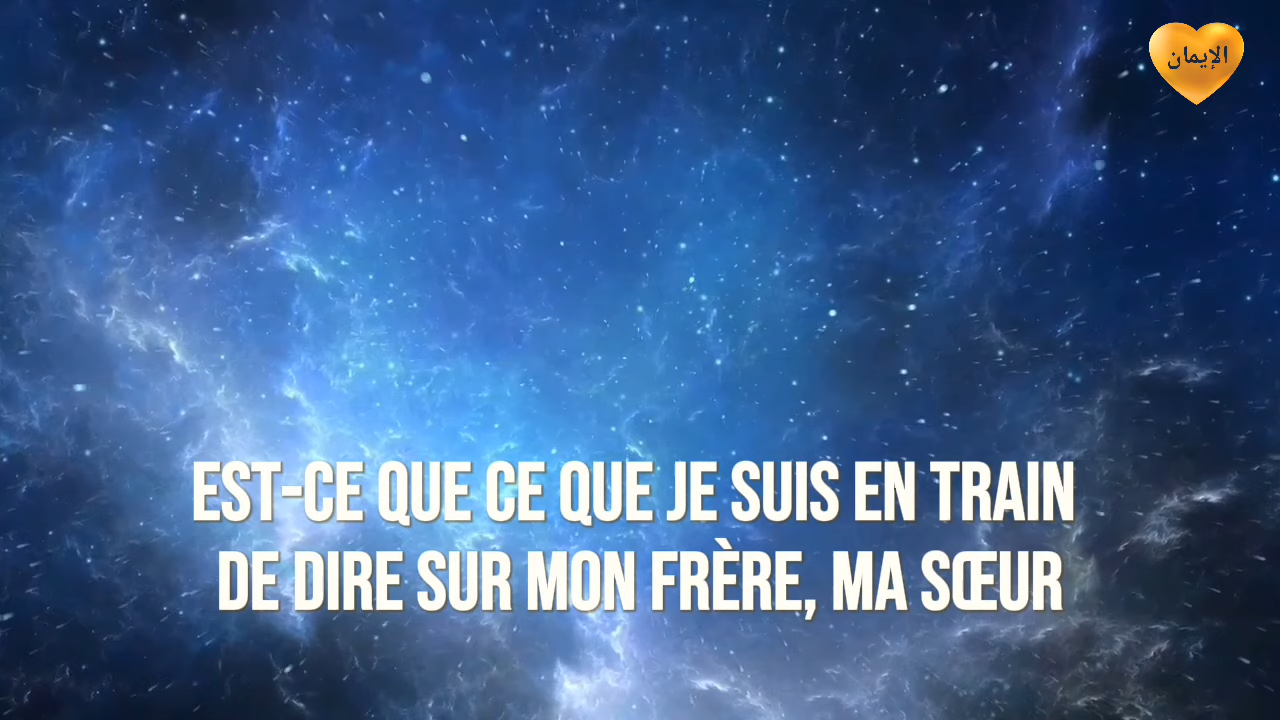 الإيمان
EST-CE QUE CE QUE JE SUIS EN TRAIN
DE DIRE SUR MON FRÈRE, MA SŒUR